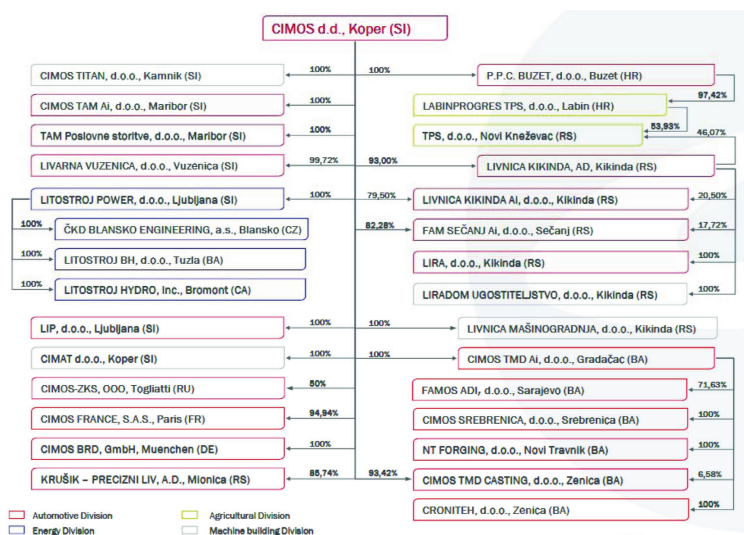 CIMOS d.d., Koper (SI)
CIMOS TITAN, d.o.o., Kamnik (SI)
100%
100%
P.P.C. BUZET, d.o.o., Buzet (HR)
97,42%
CIMOS TAM Ai, d.o.o., Maribor (SI)
100%
LABINPROGRES TPS, d.o.o., Labin (HR)
53,93%
TAM Poslovne storitve, d.o.o., Maribor (SI)
100%
TPS, d.o.o., Novi Kneževac (RS)
46,07%
LIVARNA VUZENICA, d.o.o., Vuzenica (SI)
99,72%
93,00%
LIVNICA KIKINDA, AD, Kikinda (RS)
LITOSTROJ POWER, d.o.o., Ljubljana (SI)
100%
79,50%
LIVNICA KIKINDA Ai, d.o.o., Kikinda (RS)
20,50%
100%
ČKD BLANSKO ENGINEERING, a.s., Blansko (CZ)
82,28%
FAM SEČANJ Ai, d.o.o., Sečanj (RS)
17,72%
100%
LITOSTROJ BH, d.o.o., Tuzla (BA)
LIRA, d.o.o., Kikinda (RS)
100%
100%
LITOSTROJ HYDRO, Inc., Bromont (CA)
LIRADOM UGOSTITELJSTVO, d.o.o., Kikinda (RS)
100%
LIP, d.o.o., Ljubljana (SI)
100%
100%
LIVNICA MAŠINOGRADNJA, d.o.o., Kikinda (RS)
CIMAT d.o.o., Koper (SI)
100%
100%
CIMOS TMD Ai, d.o.o., Gradačac (BA)
CIMOS-ZKS, OOO, Togliatti (RU)
50%
FAMOS ADI, d.o.o., Sarajevo (BA)
71,63%
CIMOS FRANCE, S.A.S., Paris (FR)
94,94%
CIMOS SREBRENICA, d.o.o., Srebrenica (BA)
100%
CIMOS BRD, GmbH, Muenchen (DE)
100%
NT FORGING, d.o.o., Novi Travnik (BA)
100%
KRUŠIK – PRECIZNI LIV, A.D., Mionica (RS)
85,74%
93,42%
CIMOS TMD CASTING, d.o.o., Zenica (BA)
6,58%
CRONITEH, d.o.o., Zenica (BA)
100%
Automotive Division
Agricultural Division
Energy Division
Machine building Division